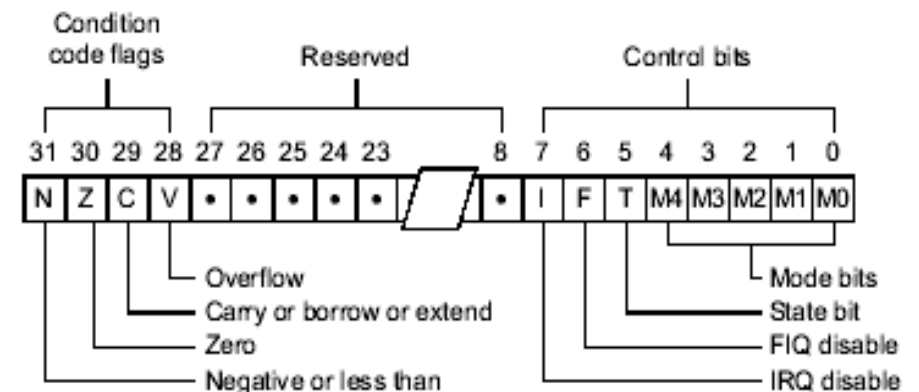 Condition
code flags
Reserved
Control bits
31 30 29 28 27 26 25 24 23 8 7 6 5 4 3 2 1 0
N Z C V • • • • • • I F T M4 M3 M2 M1 M0
Overflow
Mode bits
Carry or borrow or extend
State bit
Zero
FIQ disable
Negative or less than
IRQ disable